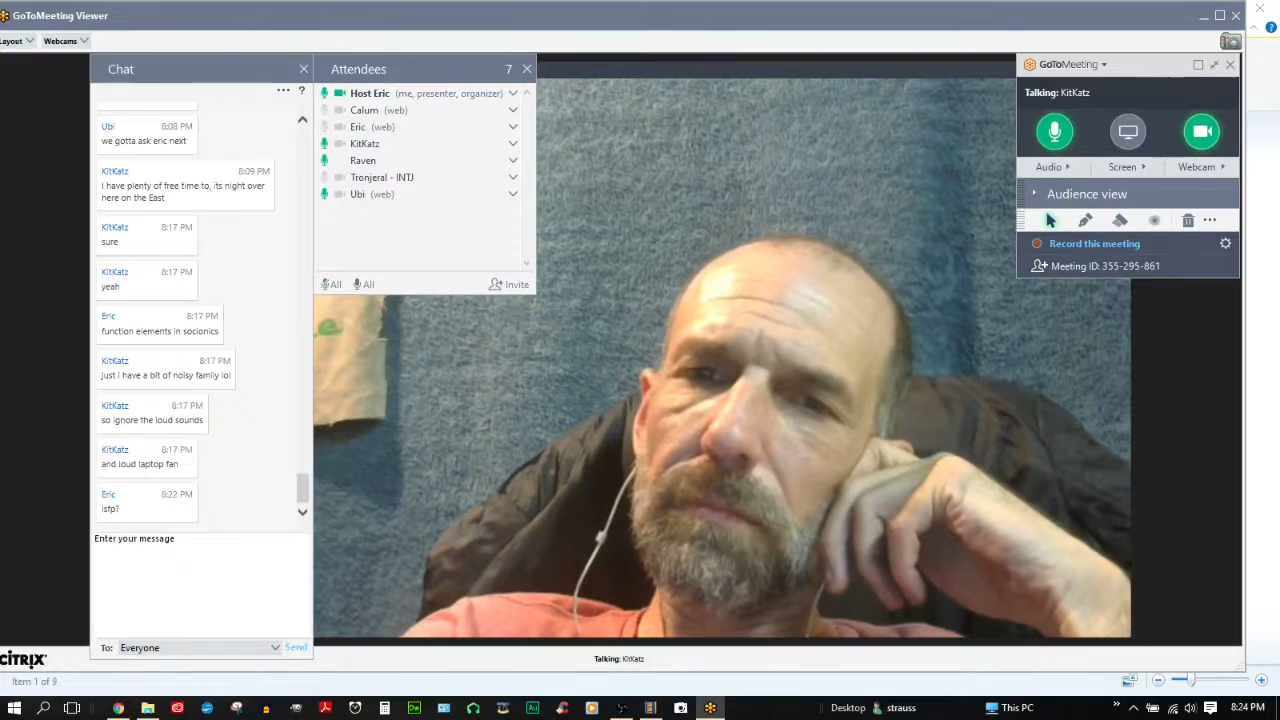 GoToMeeting Viewer
Layout Webcams
Chat
Ubi 8:08 PM
we gotta ask eric next
KitKatz 8:09 PM
I have plenty of free time to, its night over
here on the East
KitKatz 8:17 PM
sure
KitKatz 8:17 PM
yeah
Eric 8:17 PM
function elements in socionics
KitKatz 8:17 PM
just i have a bit of noisy family lol
KitKatz 8:17 PM
so ignore the loud sounds
KitKatz 8:17 PM
and loud laptop fan
Eric 8:22 PM
isfp?
Enter your message
To: Everyone Send
Attendees 7
Host Eric (me, presenter, organizer)
Calum (web)
Eric (web)
KitKatz
Raven
Tronjeral - INTJ
Ubi (web)
All All Invite
e
GoToMeeting
Talking: KitKatz
Audio Screen Webcam
Audience view
Record this meeting
Meeting ID: 355-295-861
CITRIX
Talking: KitKatz
Item 1 of 9
Dw Au
Desktop strauss This PC 8:24 PM